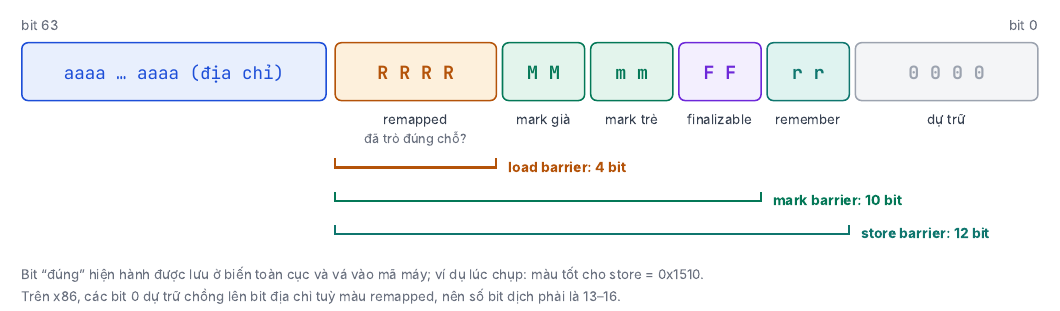 bit 63
bit 0
aaaa … aaaa (địa chỉ)
R R R R
M M
m m
F F
r r
0 0 0 0
remapped
mark già
mark trẻ
finalizable
remember
dự trữ
đã trỏ đúng chỗ?
load barrier: 4 bit
mark barrier: 10 bit
store barrier: 12 bit
Bit “đúng” hiện hành được lưu ở biến toàn cục và vá vào mã máy; ví dụ lúc chụp: màu tốt cho store = 0x1510.
Trên x86, các bit 0 dự trữ chồng lên bit địa chỉ tuỳ màu remapped, nên số bit dịch phải là 13–16.